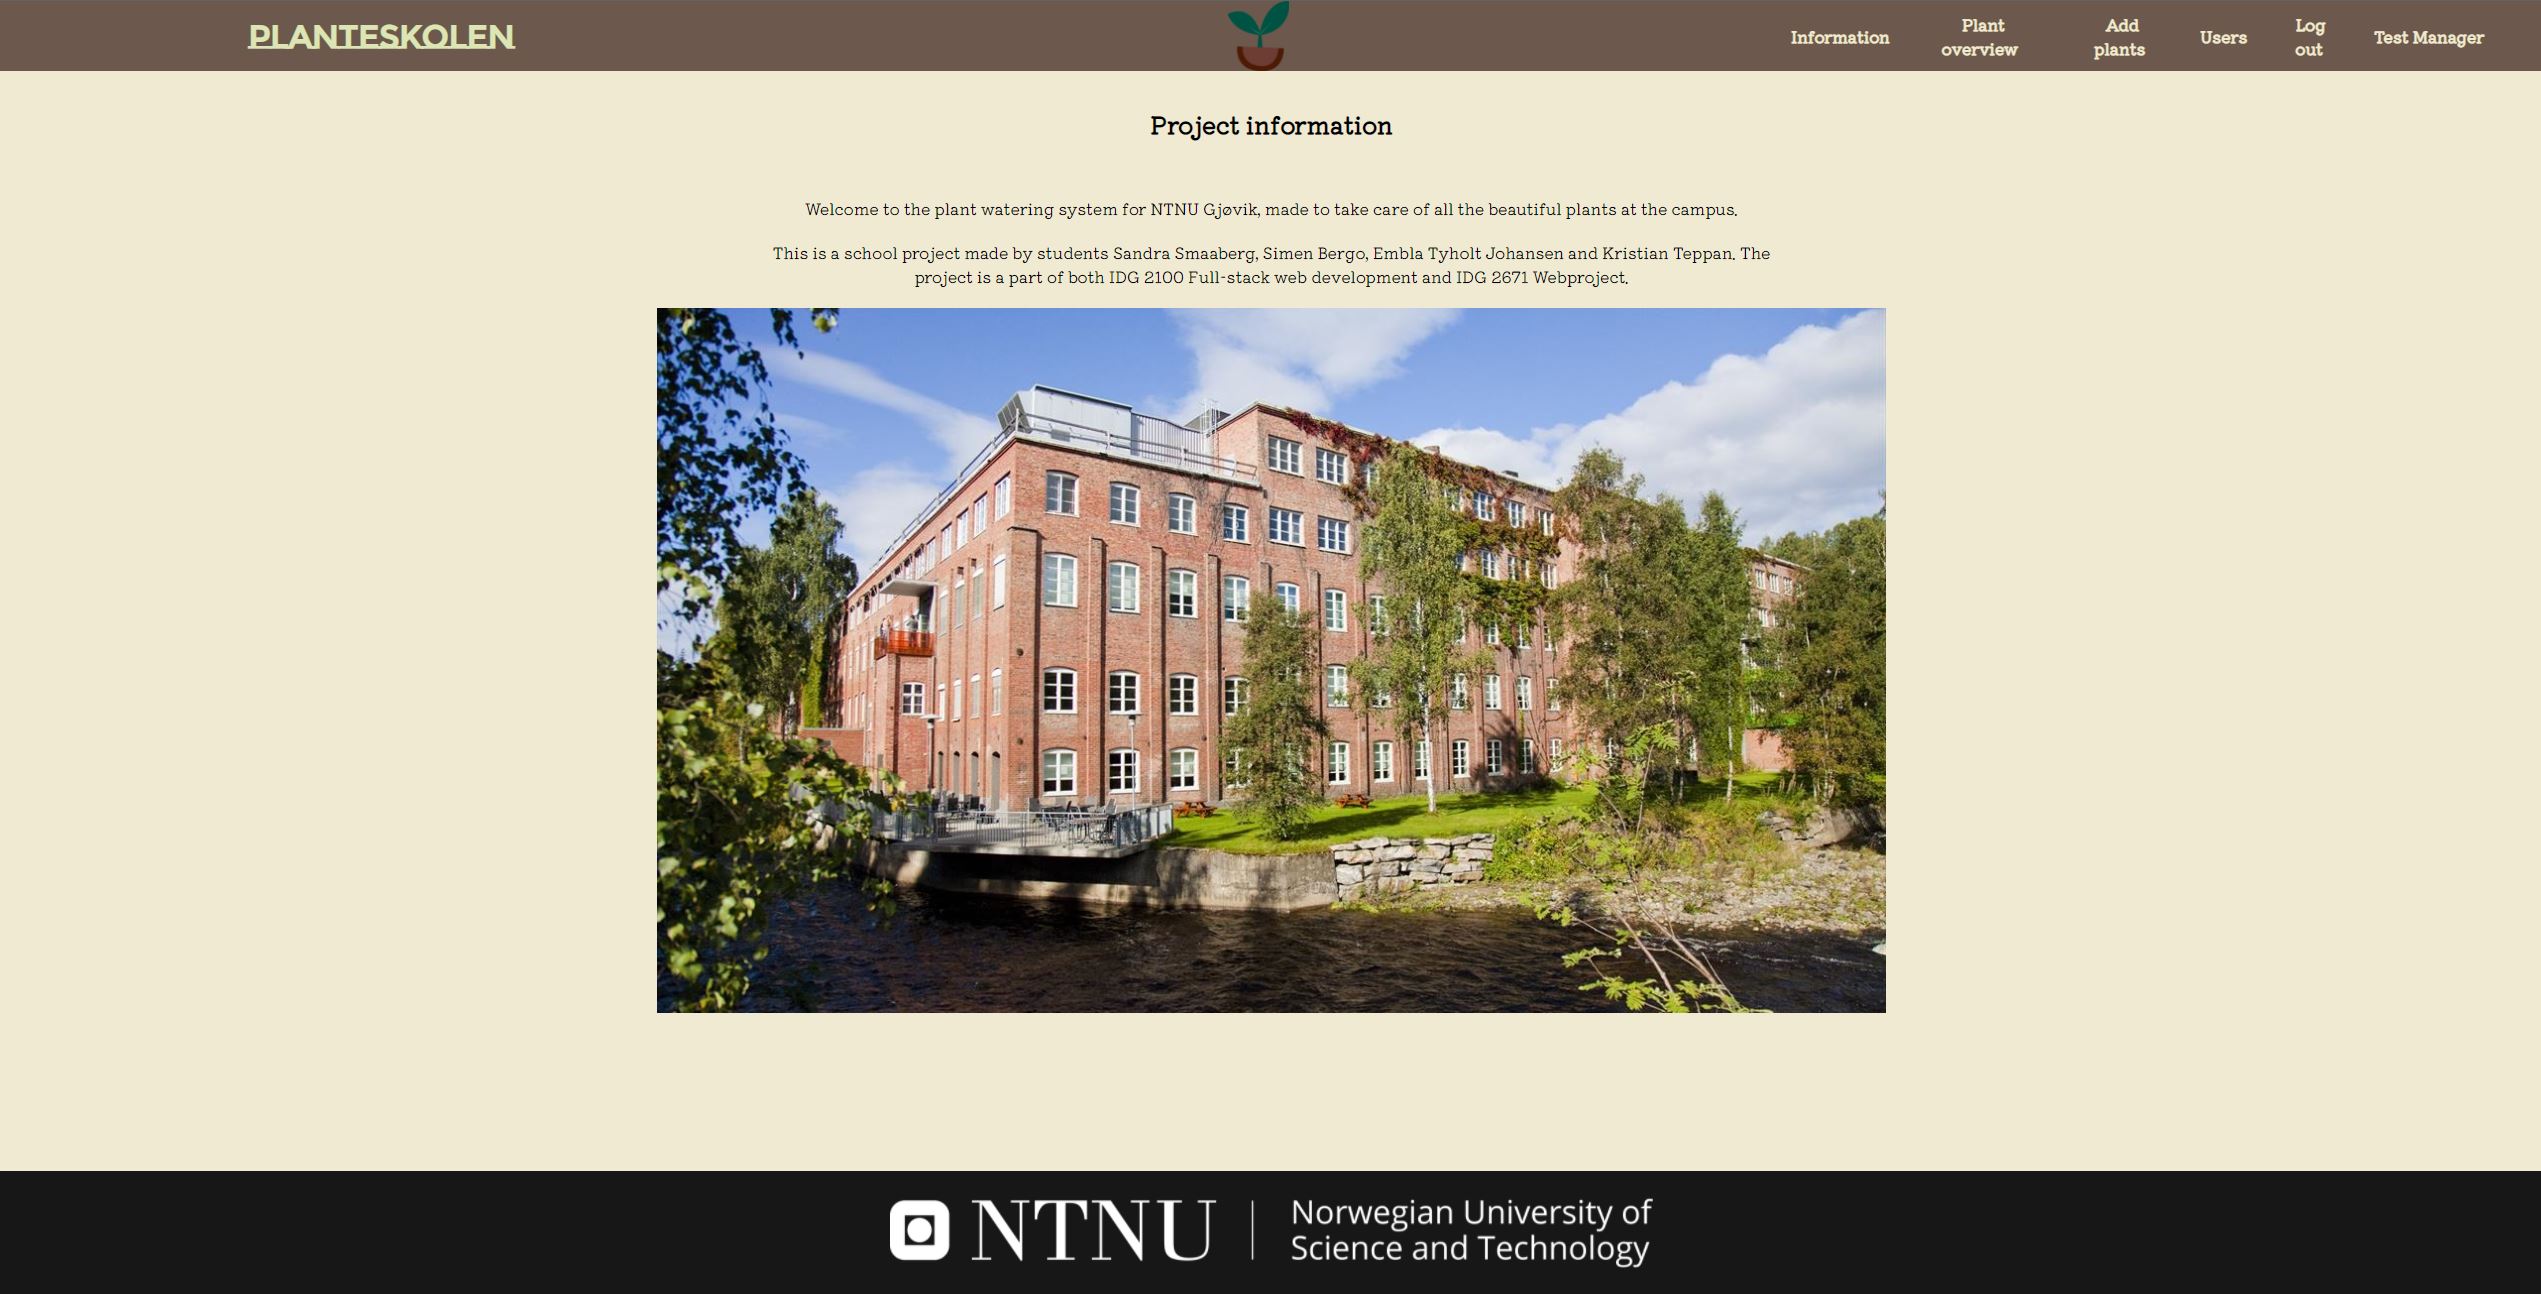 PLANTESKOLEN
Information
Plant
overview
Add
plants
Users
Log
out
Test Manager
Project information
Welcome to the plant watering system for NTNU Gjøvik, made to take care of all the beautiful plants at the campus.
This is a school project made by students Sandra Smaaberg, Simen Bergo, Embla Tyholt Johansen and Kristian Teppan. The
project is a part of both IDG 2100 Full-stack web development and IDG 2671 Webproject.
NTNU
Norwegian University of
Science and Technology